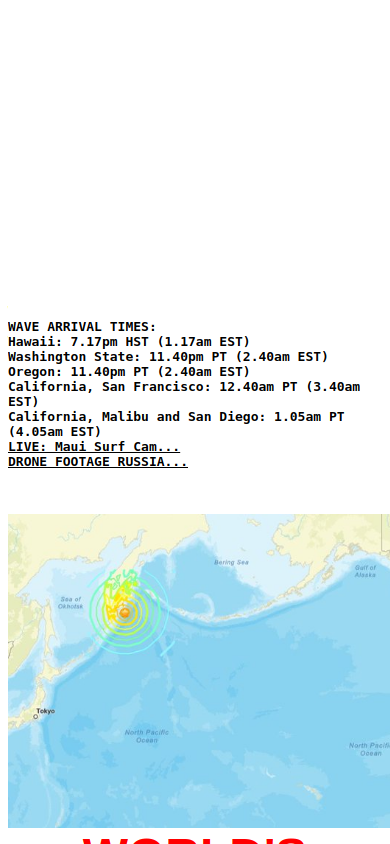 WAVE ARRIVAL TIMES:
Hawaii: 7.17pm HST (1.17am EST)
Washington State: 11.40pm PT (2.40am EST)
Oregon: 11.40pm PT (2.40am EST)
California, San Francisco: 12.40am PT (3.40am
EST)
California, Malibu and San Diego: 1.05am PT
(4.05am EST)
LIVE: Maui Surf Cam...
DRONE FOOTAGE RUSSIA...
Bering Sea
Gulf of
Alaska
Sea of
Okhotsk
Tokyo
North Pacific
Ocean
North Pacific
Ocean
WORLD'S